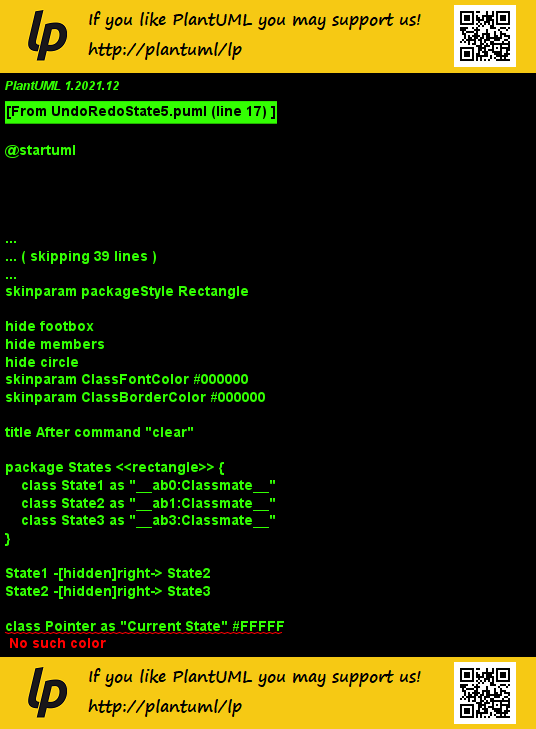 lp
If you like PlantUML you may support us!
http://plantuml/lp
PlantUML 1.2021.12
[From UndoRedoState5.puml (line 17) ]
@startuml
...
... ( skipping 39 lines )
...
skinparam packageStyle Rectangle
hide footbox
hide members
hide circle
skinparam ClassFontColor #000000
skinparam ClassBorderColor #000000
title After command "clear"
package States <<rectangle>> {
class State1 as "__ab0:Classmate__"
class State2 as "__ab1:Classmate__"
class State3 as "__ab3:Classmate__"
}
State1 -[hidden]right-> State2
State2 -[hidden]right-> State3
class Pointer as "Current State" #FFFFF
No such color
lp
If you like PlantUML you may support us!
http://plantuml/lp